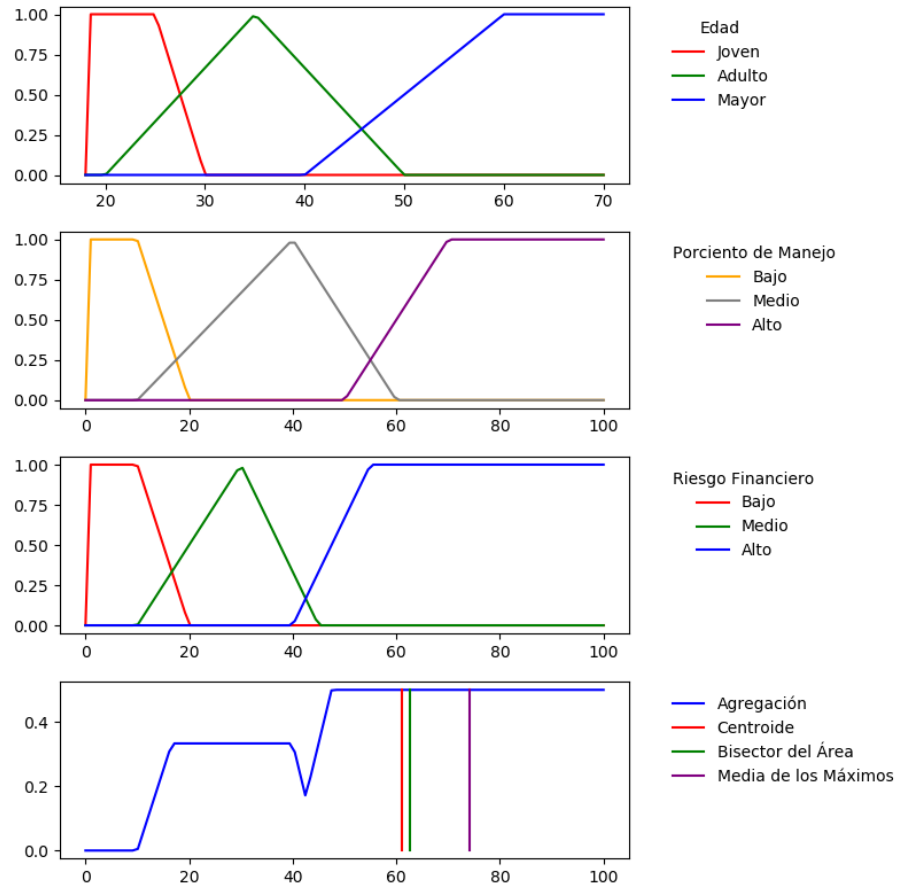 1.00
0.75
0.50
0.25
0.00
20 30 40 50 60 70
Edad
Joven
Adulto
Mayor
1.00
0.75
0.50
0.25
0.00
0 20 40 60 80 100
Porciento de Manejo
Bajo
Medio
Alto
1.00
0.75
0.50
0.25
0.00
0 20 40 60 80 100
Riesgo Financiero
Bajo
Medio
Alto
0.4
0.2
0.0
0 20 40 60 80 100
Agregación
Centroide
Bisector del Área
Media de los Máximos